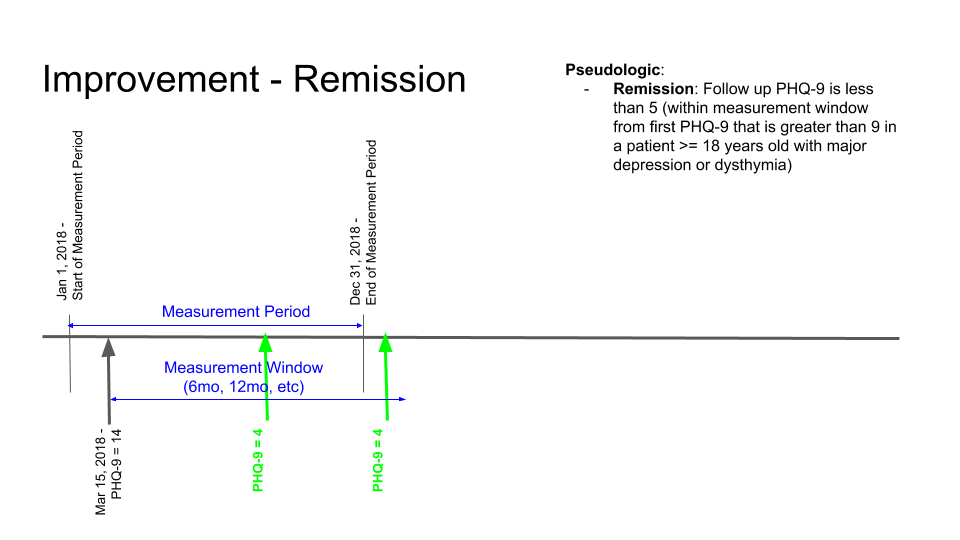 Improvement - Remission
Pseudologic:
- Remission: Follow up PHQ-9 is less
than 5 (within measurement window
from first PHQ-9 that is greater than 9 in
a patient >= 18 years old with major
depression or dysthymia)
Jan 1, 2018 -
Start of Measurement Period
Dec 31, 2018 -
End of Measurement Period
Measurement Period
Measurement Window
(6mo, 12mo, etc)
Mar 15, 2018 -
PHQ-9 = 14
PHQ-9 = 4
PHQ-9 = 4